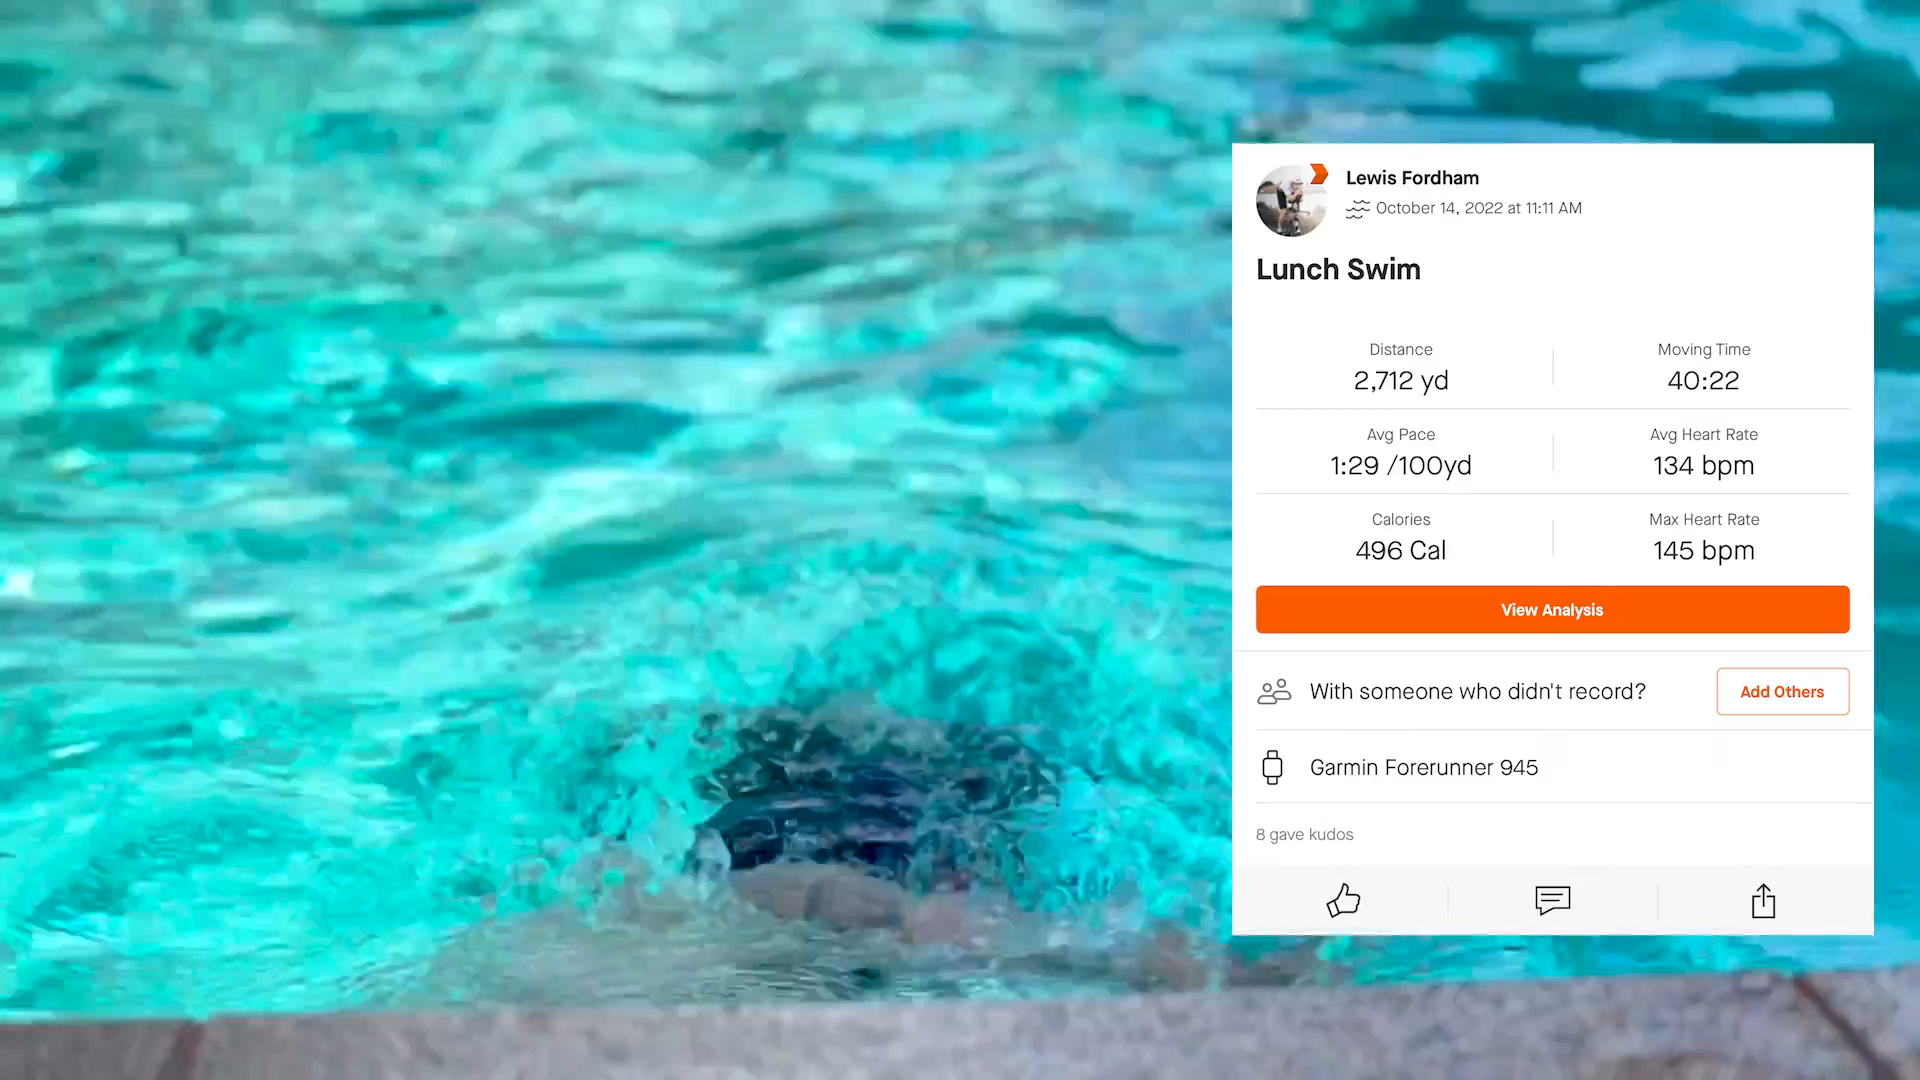 Lewis Fordham
October 14, 2022 at 11:11 AM
Lunch Swim
Distance
2,712 yd
Moving Time
40:22
Avg Pace
1:29 /100yd
Avg Heart Rate
134 bpm
Calories
496 Cal
Max Heart Rate
145 bpm
View Analysis
With someone who didn't record?
Add Others
Garmin Forerunner 945
8 gave kudos